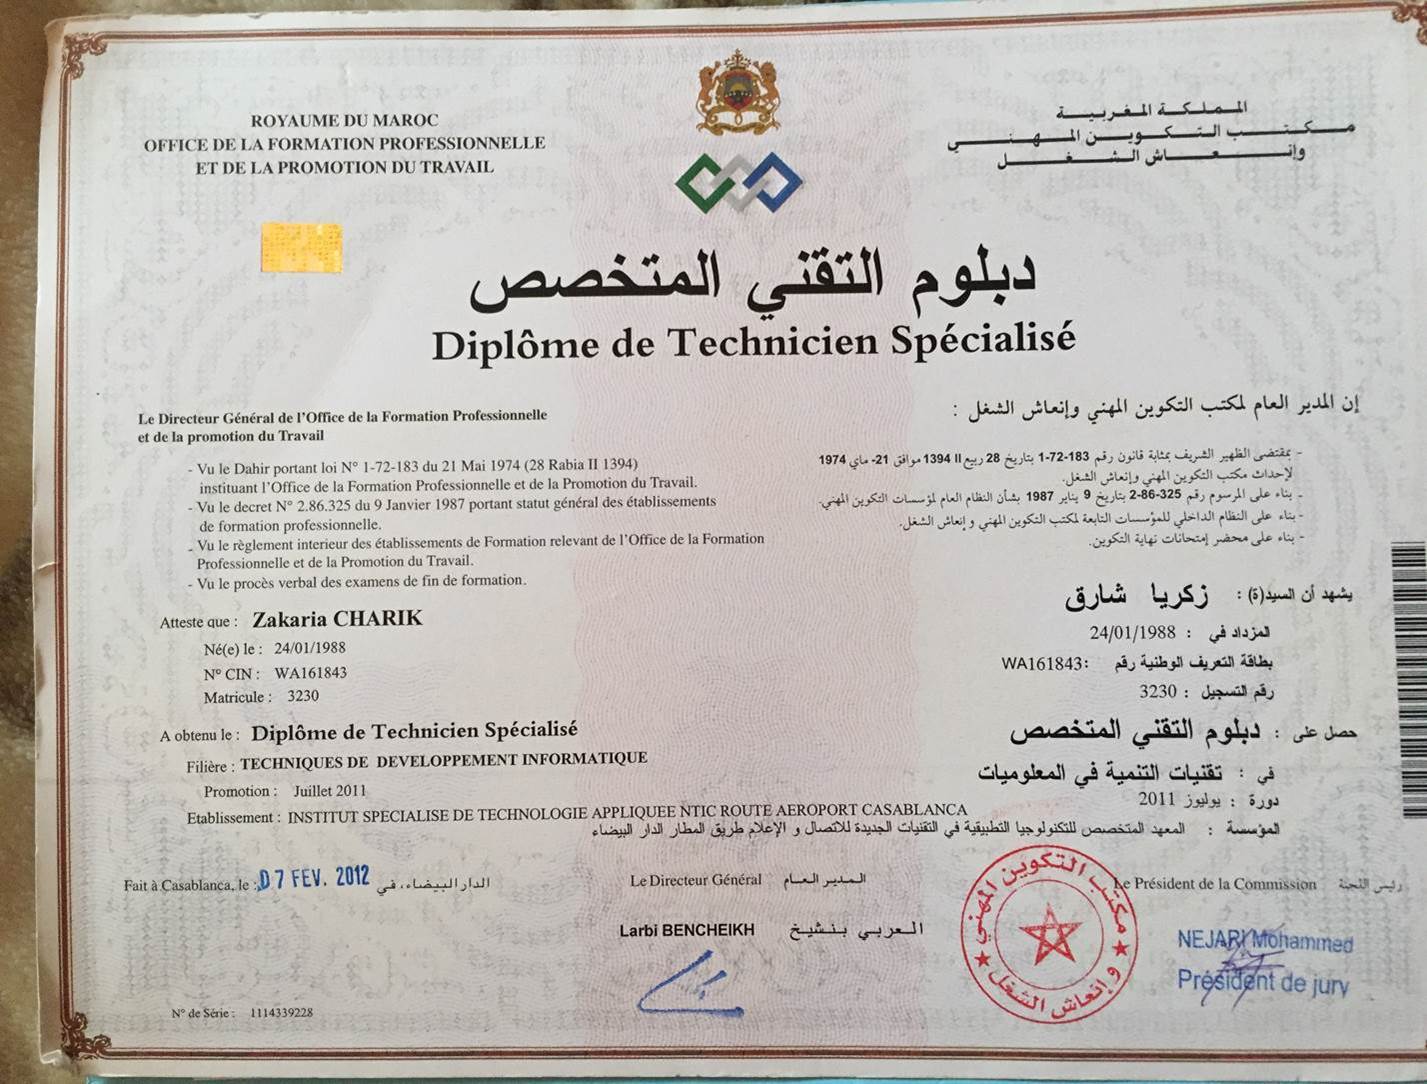 ROYAUME DU MAROC
OFFICE DE LA FORMATION PROFESSIONNELLE
ET DE LA PROMOTION DU TRAVAIL
المملكة المغربية
مكتب التكوين المهني
وإنعاش الشغل
دبلوم التقني المتخصص
Diplôme de Technicien Spécialisé
Le Directeur Général de l'Office de la Formation Professionnelle
et de la promotion du Travail
- Vu le Dahir portant loi N° 1-72-183 du 21 Mai 1974 (28 Rabia II 1394)
instituant l'Office de la Formation Professionnelle et de la Promotion du Travail.
- Vu le decret N° 2.86.325 du 9 Janvier 1987 portant statut général des établissements
de formation professionnelle.
- Vu le règlement interieur des établissements de Formation relevant de l'Office de la Formation
Professionnelle et de la Promotion du Travail.
- Vu le procès verbal des examens de fin de formation.
إن المدير العام لمكتب التكوين المهني وإنعاش الشغل :
- بمقتضى الظهير الشريف بمثابة قانون رقم 183-72-1 بتاريخ 28 ربيع II 1394 موافق 21- ماي 1974
لإحداث مكتب التكوين المهني وإنعاش الشغل.
- بناء على المرسوم رقم 325-86-2 بتاريخ 9 يناير 1987 بشأن النظام العام لمؤسسات التكوين المهني.
- بناء على النظام الداخلي للمؤسسات التابعة لمكتب التكوين المهني و إنعاش الشغل.
- بناء على محضر إمتحانات نهاية التكوين.
Atteste que : Zakaria CHARIK
Né(e) le : 24/01/1988
N° CIN : WA161843
Matricule : 3230
A obtenu le : Diplôme de Technicien Spécialisé
Filière : TECHNIQUES DE DEVELOPPEMENT INFORMATIQUE
Promotion : Juillet 2011
Etablissement : INSTITUT SPECIALISE DE TECHNOLOGIE APPLIQUEE NTIC ROUTE AEROPORT CASABLANCA
يشهد أن السيد(ة) : زكريا شارق
المزداد في : 24/01/1988
بطاقة التعريف الوطنية رقم :WA161843
رقم التسجيل : 3230
حصل على : دبلوم التقني المتخصص
في : تقنيات التنمية في المعلوميات
دورة : يوليوز 2011
المؤسسة : المعهد المتخصص للتكنولوجيا التطبيقية في التقنيات الجديدة للاتصال و الإعلام طريق المطار الدار البيضاء
Fait à Casablanca, le : 07 FEV. 2012 الدار البيضاء، في
Le Directeur Général المدير العام
Larbi BENCHEIKH العربي بنشيخ
Le Président de la Commission رئيس اللجنة
NEJARI Mohammed
Président de jury
مكتب التكوين المهني
و إنعاش الشغل
N° de Série : 1114339228